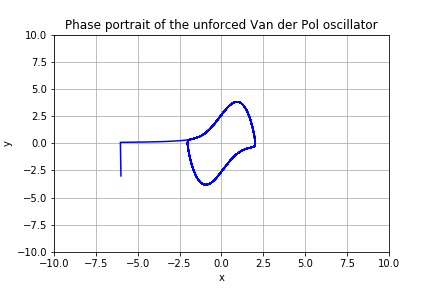 Phase portrait of the unforced Van der Pol oscillator
10.0
7.5
5.0
2.5
0.0
−2.5
−5.0
−7.5
−10.0
y
−10.0 −7.5 −5.0 −2.5 0.0 2.5 5.0 7.5 10.0
x